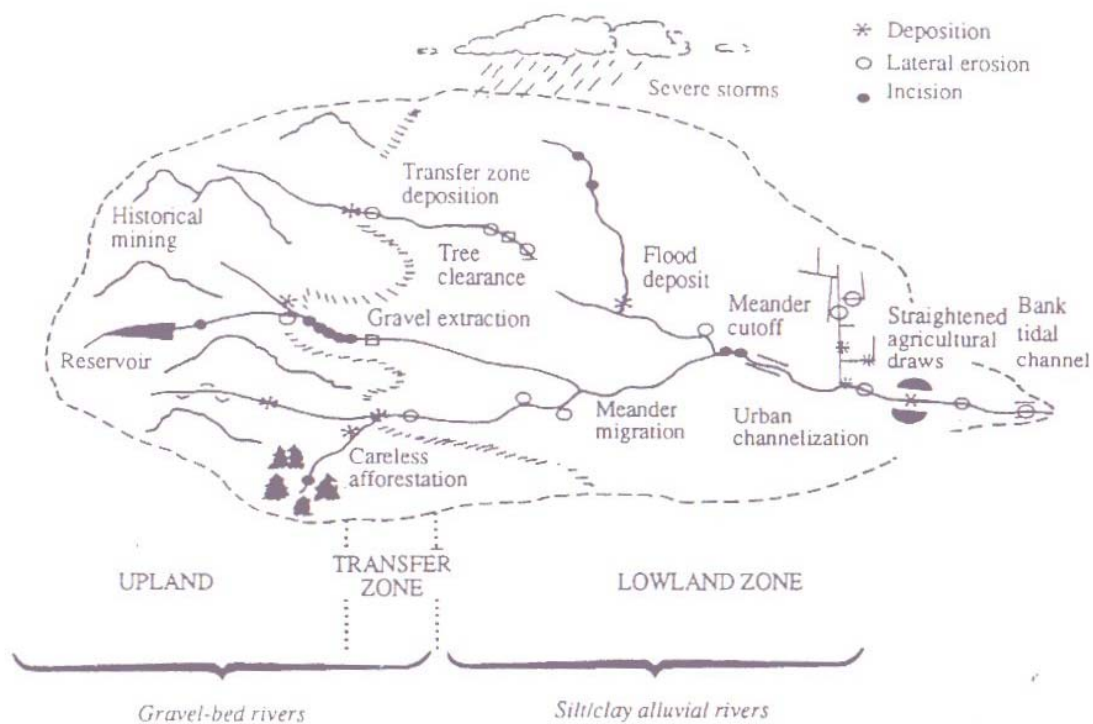 Deposition
Lateral erosion
Incision
Severe storms
Transfer zone
deposition
Historical
mining
Tree
clearance
Flood
deposit
Gravel extraction
Meander
cutoff
Straightened
agricultural
draws
Bank
tidal
channel
Reservoir
Meander
migration
Urban
channelization
Careless
afforestation
UPLAND
TRANSFER
ZONE
LOWLAND ZONE
Gravel-bed rivers
Silt/clay alluvial rivers